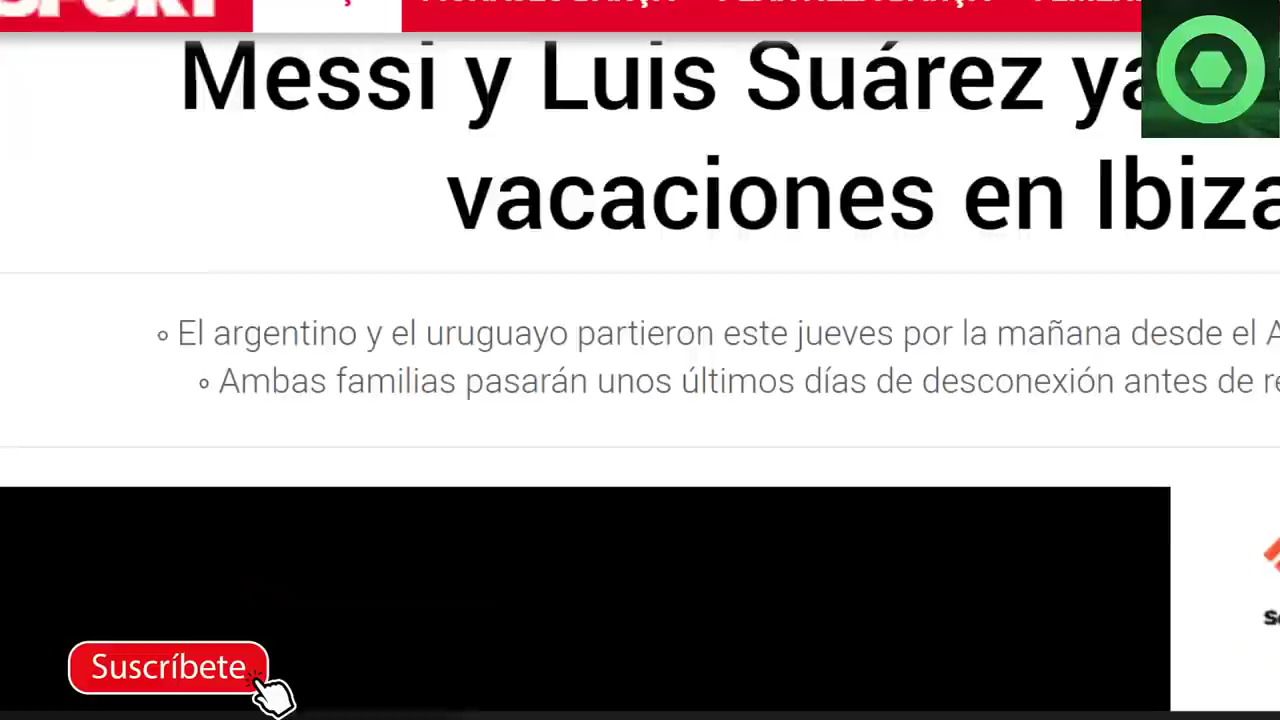 SPORT
Messi y Luis Suárez ya
vacaciones en Ibiza
◦ El argentino y el uruguayo partieron este jueves por la mañana desde el
◦ Ambas familias pasarán unos últimos días de desconexión antes de
Suscríbete